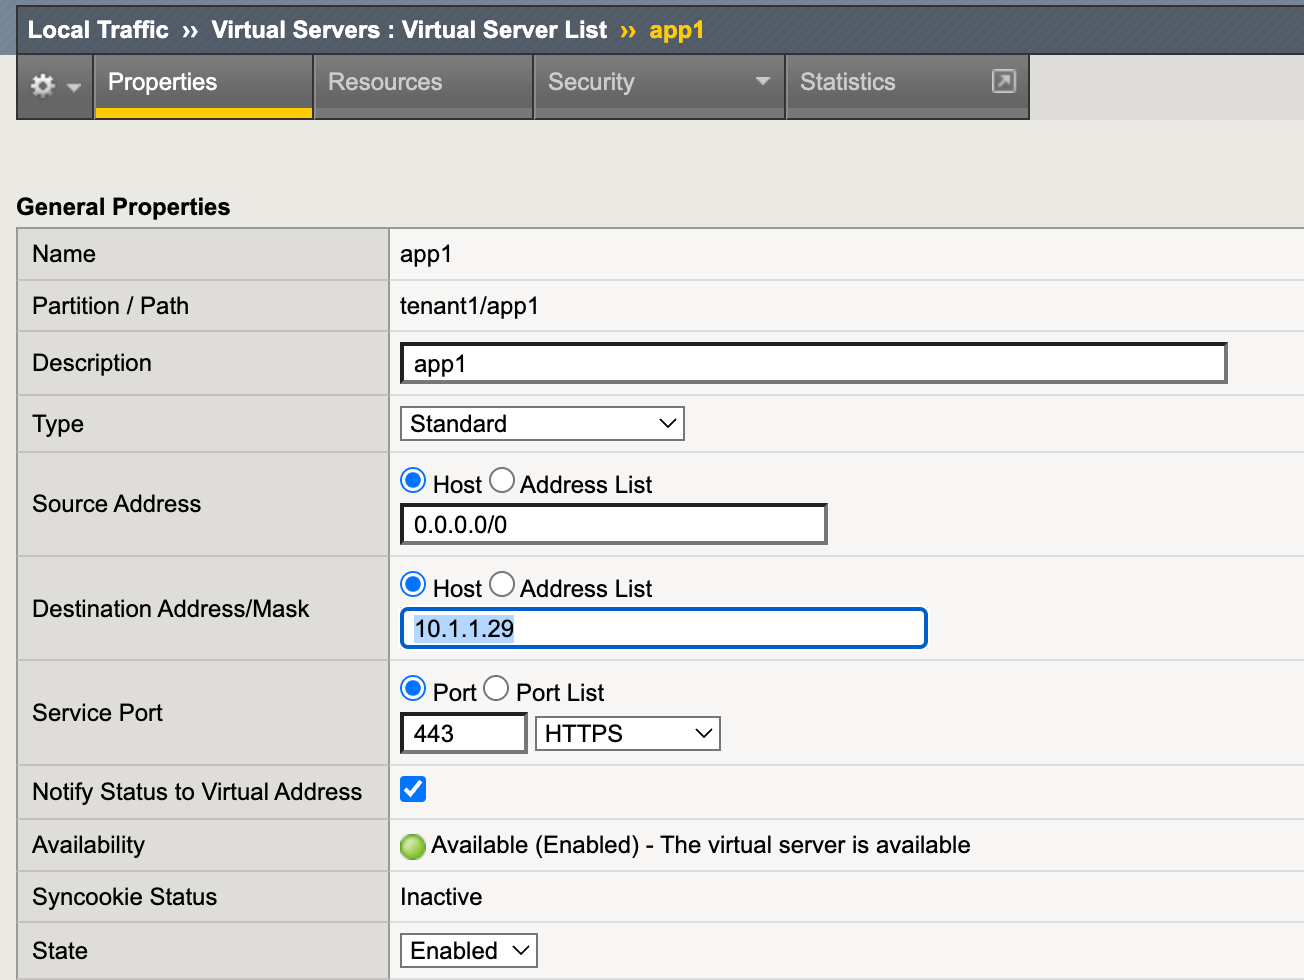 Local Traffic ›› Virtual Servers : Virtual Server List ›› app1
Properties Resources Security Statistics
General Properties
Name app1
Partition / Path tenant1/app1
Description app1
Type Standard
Source Address Host Address List
0.0.0.0/0
Destination Address/Mask Host Address List
10.1.1.29
Service Port Port Port List
443 HTTPS
Notify Status to Virtual Address
Availability Available (Enabled) - The virtual server is available
Syncookie Status Inactive
State Enabled